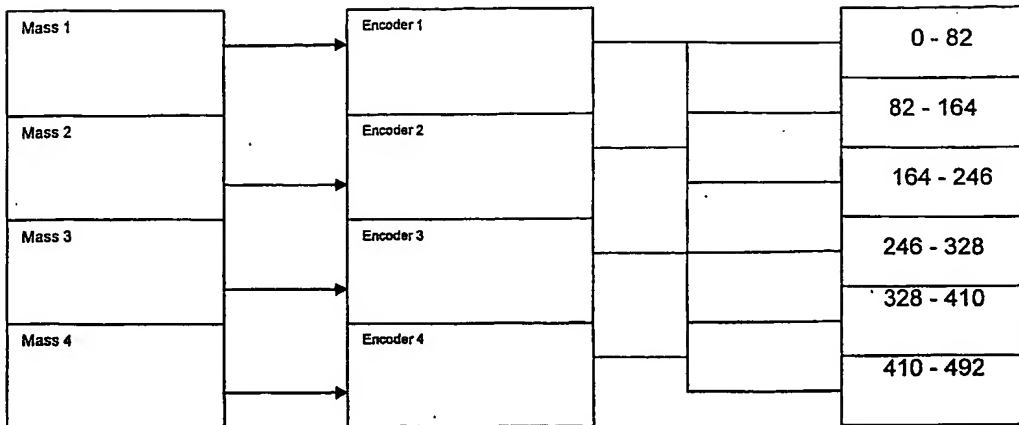 Mass 1
Mass 2
Mass 3
Mass 4
Encoder 1
Encoder 2
Encoder 3
Encoder 4
0 - 82
82 - 164
164 - 246
246 - 328
328 - 410
410 - 492